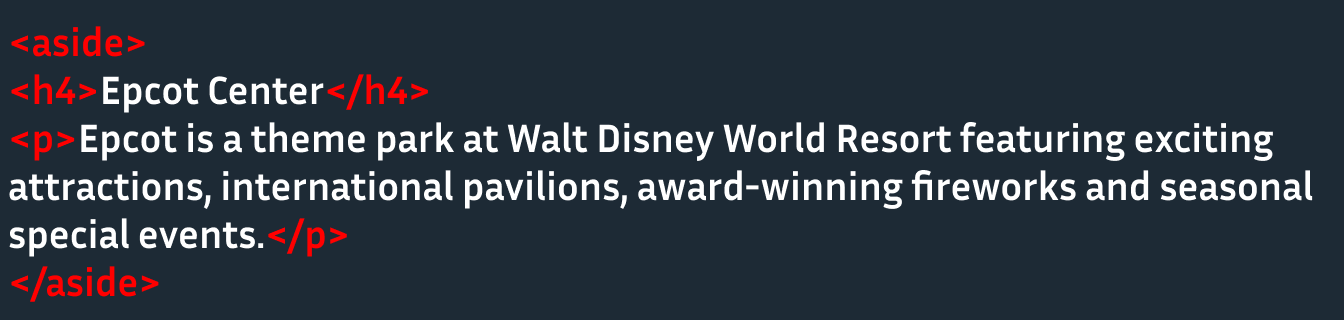 <aside>
<h4>Epcot Center</h4>
<p>Epcot is a theme park at Walt Disney World Resort featuring exciting
attractions, international pavilions, award-winning fireworks and seasonal
special events.</p>
</aside>